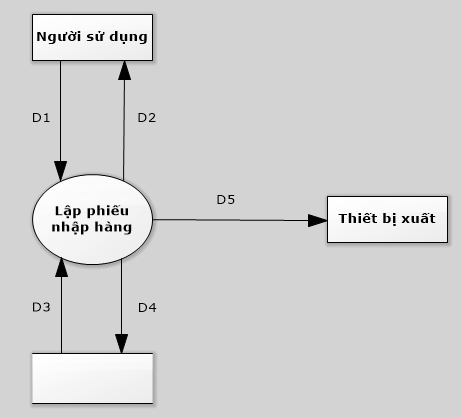 Người sử dụng
D1
D2
Lập phiếu
nhập hàng
D5
Thiết bị xuất
D3
D4